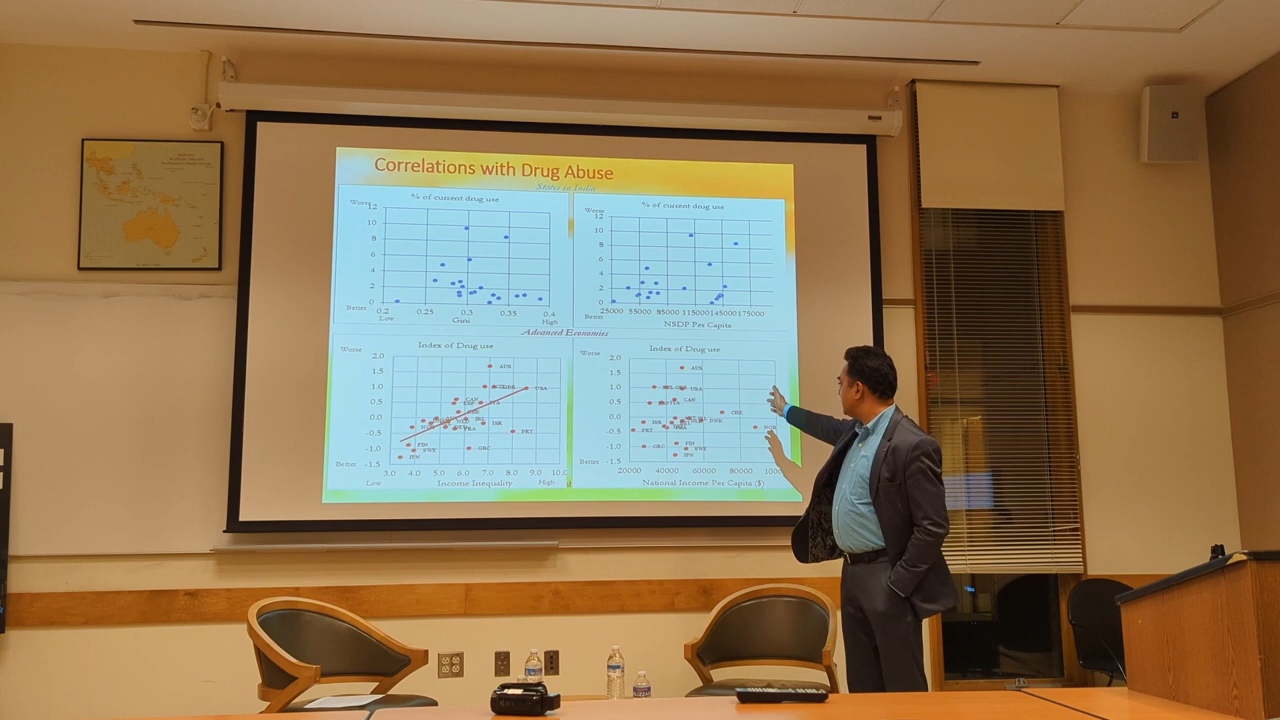 Correlations with Drug Abuse
States in India
% of current drug use
Worse
12
10
8
6
4
2
0
Better
0.2
0.25
0.3
0.35
0.4
Low
Gini
High
% of current drug use
Worse
12
10
8
6
4
2
0
Better
25000 55000 85000 115000145000175000
NSDP Per Capita
Advanced Economies
Index of Drug use
Worse
2.0
1.5
1.0
0.5
0.0
-0.5
-1.0
-1.5
Better
AUS
USA
CAN
ISR
PRT
FIN
SWE
GRC
JPN
3.0 4.0 5.0 6.0 7.0 8.0 9.0 10.0
Low
Income Inequality
High
Index of Drug use
Worse
2.0
1.5
1.0
0.5
0.0
-0.5
-1.0
-1.5
Better
AUS
USA
CAN
CHE
ISR
DNK
NOR
PRT
GRC
FIN
SWE
JPN
20000 40000 60000 80000
National Income Per Capita ($)